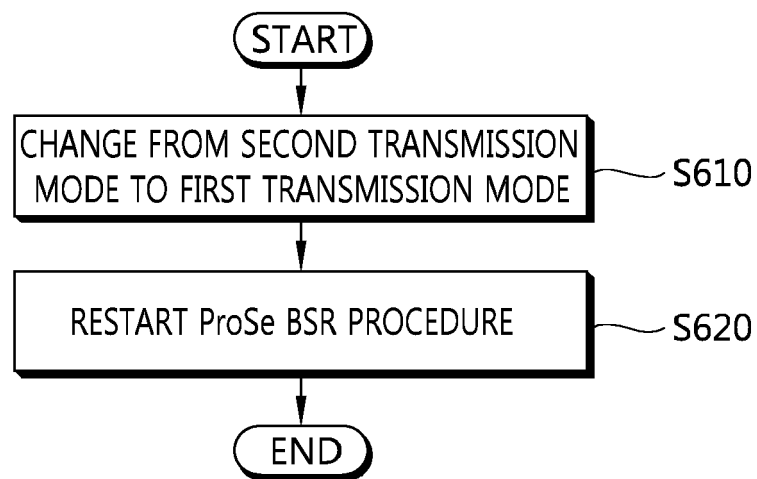 START
CHANGE FROM SECOND TRANSMISSION
MODE TO FIRST TRANSMISSION MODE
S610
RESTART ProSe BSR PROCEDURE
S620
END